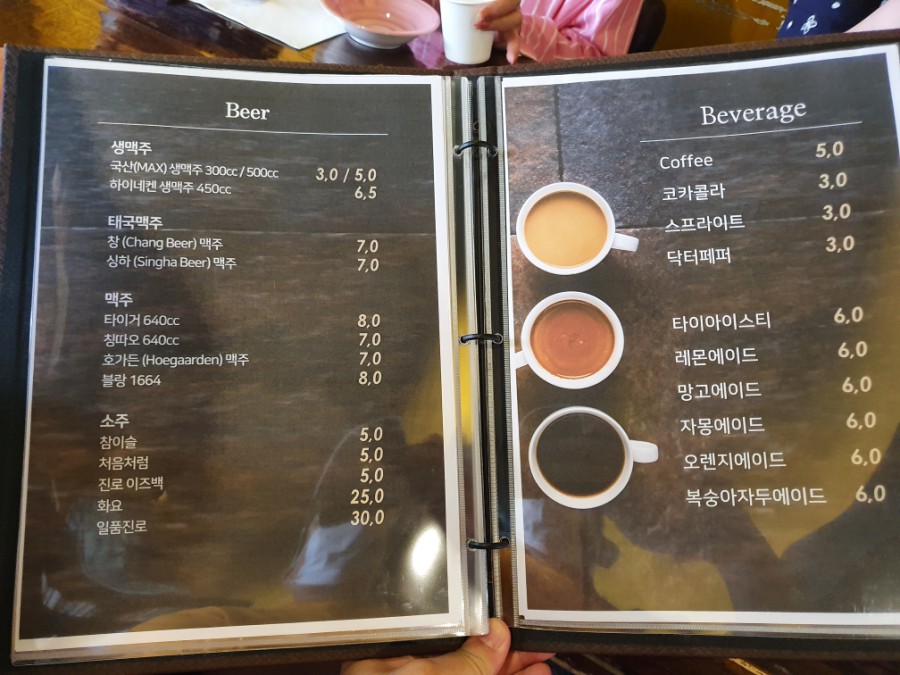 Beer
생맥주
국산(MAX) 생맥주 300cc / 500cc 3,0 / 5,0
하이네켄 생맥주 450cc 6,5
태국맥주
창 (Chang Beer) 맥주 7,0
싱하 (Singha Beer) 맥주 7,0
맥주
타이거 640cc 8,0
칭따오 640cc 7,0
호가든 (Hoegaarden) 맥주 7,0
블랑 1664 8,0
소주
참이슬 5,0
처음처럼 5,0
진로 이즈백 5,0
화요 25,0
일품진로 30,0
Beverage
Coffee 5,0
코카콜라 3,0
스프라이트 3,0
닥터페퍼 3,0
타이아이스티 6,0
레몬에이드 6,0
망고에이드 6,0
자몽에이드 6,0
오렌지에이드 6,0
복숭아자두에이드 6,0